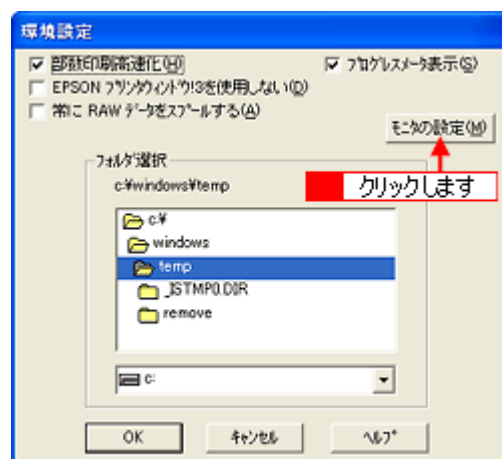 環境設定
部数印刷高速化(H)
プログレスメータ表示(S)
EPSON プリンタウィンドウ!3を使用しない(D)
常に RAW データをスプールする(A)
モニタの設定(M)
フォルダ選択
クリックします
c:¥windows¥temp
c:¥
windows
temp
_ISTMP0.DIR
remove
c:
OK
キャンセル
ヘルプ